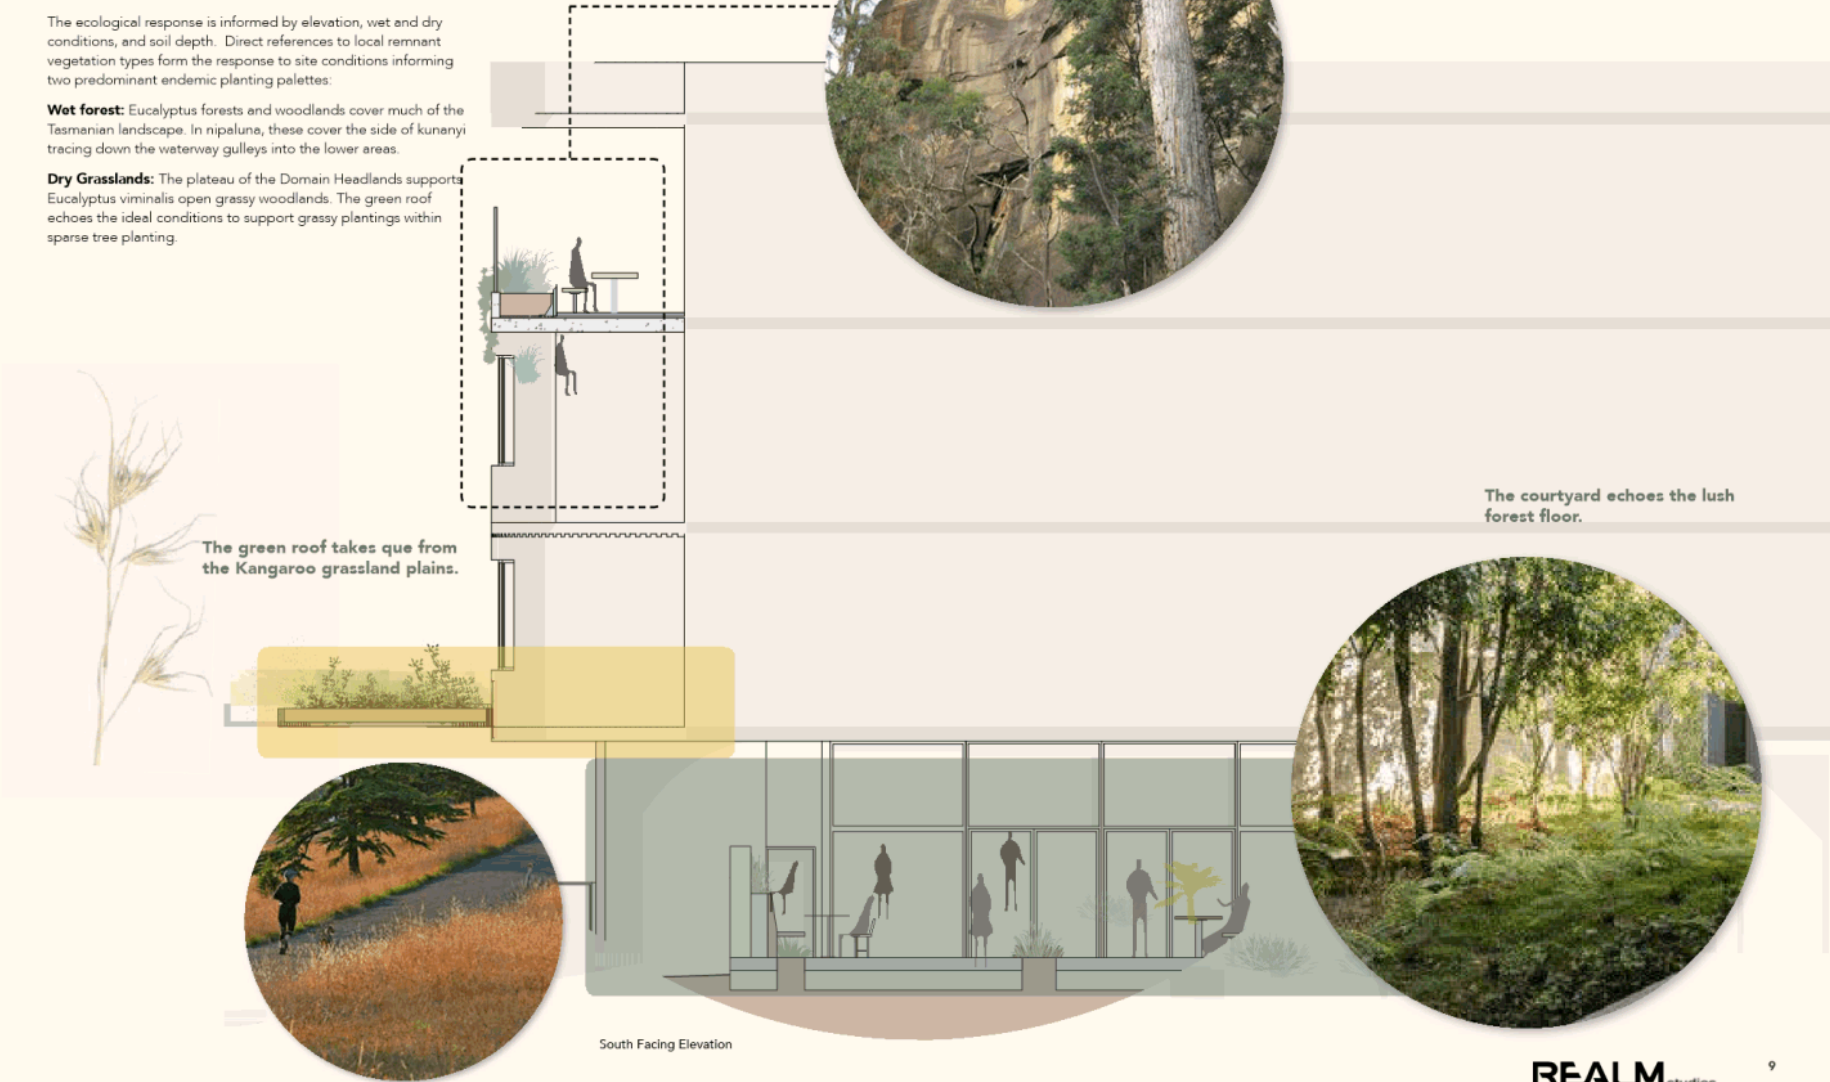 The ecological response is informed by elevation, wet and dry
conditions, and soil depth.  Direct references to local remnant
vegetation types form the response to site conditions informing
two predominant endemic planting palettes:
Wet forest: Eucalyptus forests and woodlands cover much of the
Tasmanian landscape. In nipaluna, these cover the side of kunanyi
tracing down the waterway gulleys into the lower areas.
Dry Grasslands: The plateau of the Domain Headlands supports
Eucalyptus viminalis open grassy woodlands. The green roof
echoes the ideal conditions to support grassy plantings within
sparse tree planting.
The courtyard echoes the lush
forest floor.
The green roof takes que from
the Kangaroo grassland plains.
South Facing Elevation
REALM studios
9